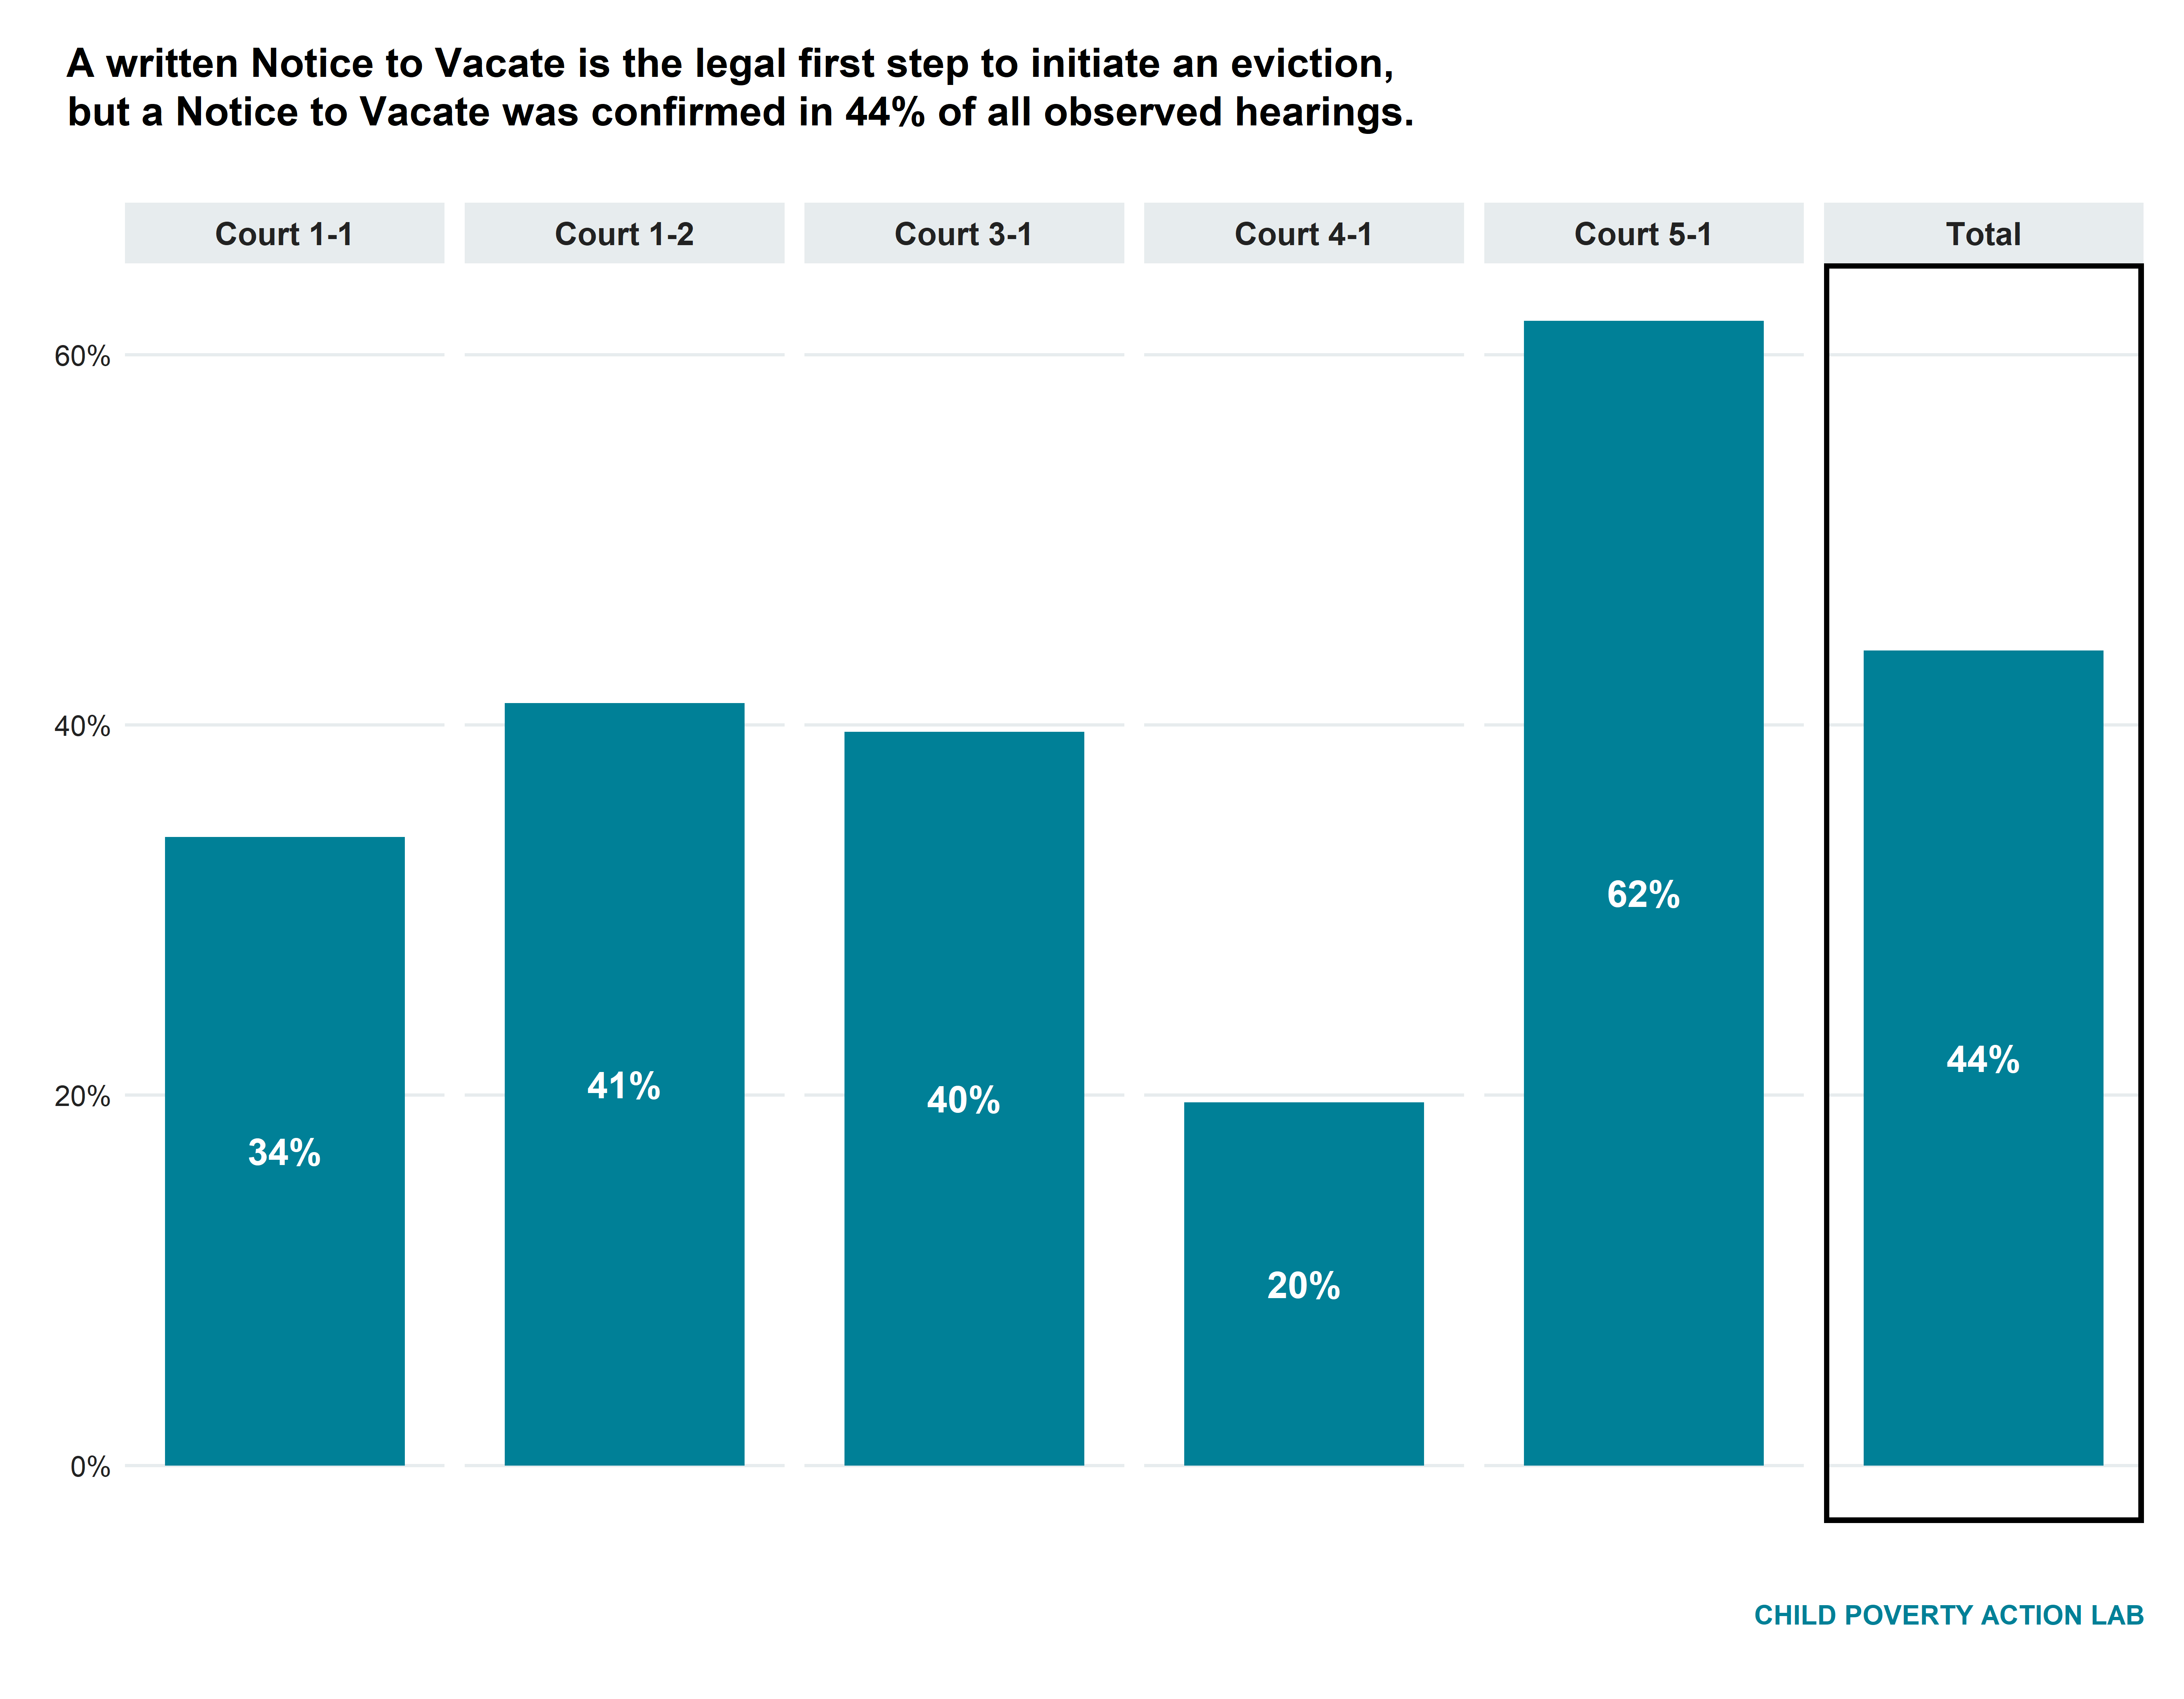 A written Notice to Vacate is the legal first step to initiate an eviction,
but a Notice to Vacate was confirmed in 44% of all observed hearings.
Court 1-1
Court 1-2
Court 3-1
Court 4-1
Court 5-1
Total
60%
40%
20%
0%
34%
41%
40%
20%
62%
44%
CHILD POVERTY ACTION LAB